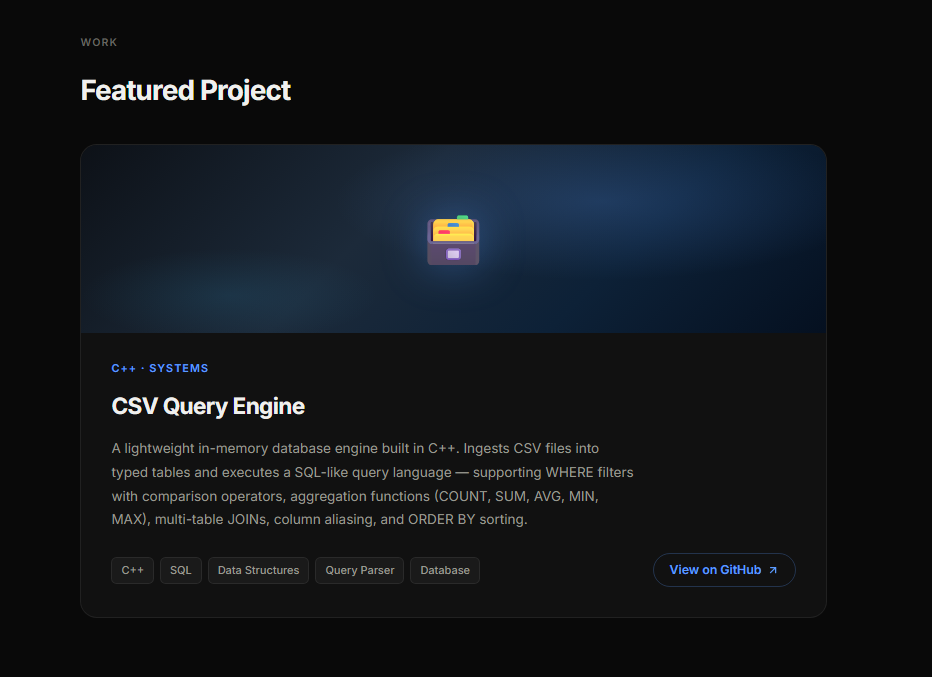 WORK
Featured Project
C++ · SYSTEMS
CSV Query Engine
A lightweight in-memory database engine built in C++. Ingests CSV files into
typed tables and executes a SQL-like query language — supporting WHERE filters
with comparison operators, aggregation functions (COUNT, SUM, AVG, MIN,
MAX), multi-table JOINs, column aliasing, and ORDER BY sorting.
C++ SQL Data Structures Query Parser Database View on GitHub ↗